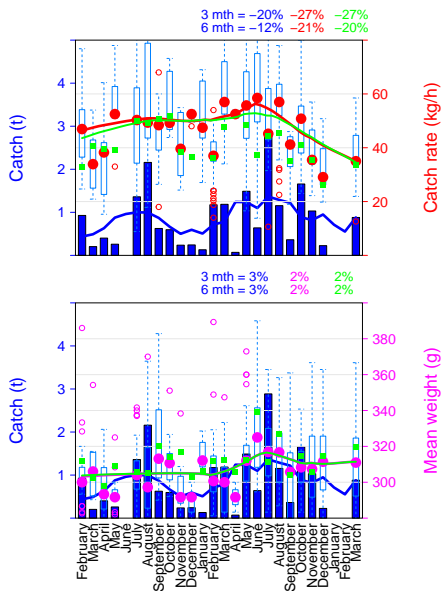 3 mth = −20% −27% −27%
6 mth = −12% −21% −20%
5
4
3
2
1
Catch (t)
60
40
20
Catch rate (kg/h)
3 mth = 3% 2% 2%
6 mth = 3% 2% 2%
5
4
3
2
1
Catch (t)
380
360
340
320
300
Mean weight (g)
February
March
April
May
June
July
August
September
October
November
December
January
February
March
April
May
June
July
August
September
October
November
December
January
February
March